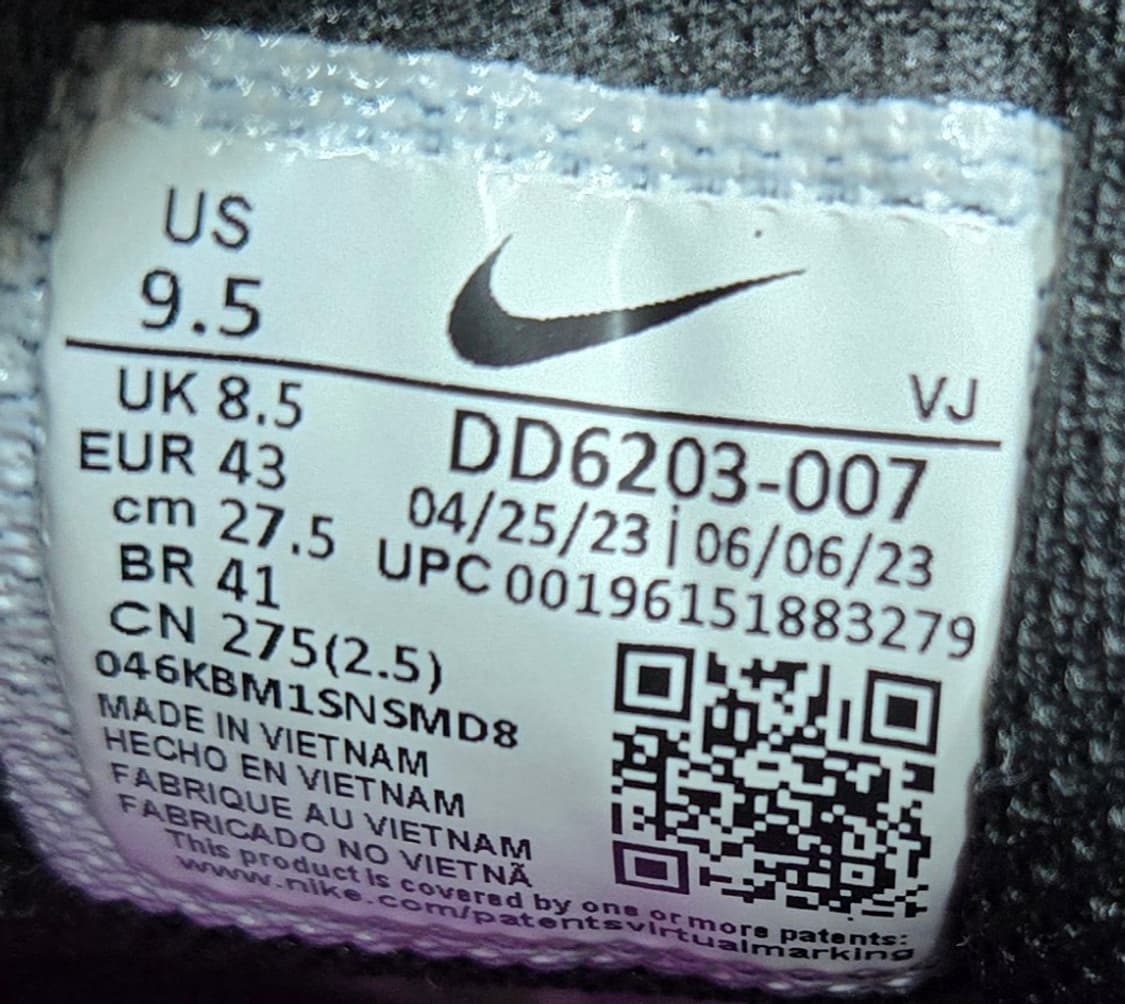 US
9.5
VJ
UK 8.5
EUR 43
cm 27.5
BR 41
CN 275(2.5)
DD6203-007
04/25/23 | 06/06/23
UPC 00196151883279
046KBM1SNSMD8
MADE IN VIETNAM
HECHO EN VIETNAM
FABRIQUE AU VIETNAM
FABRICADO NO VIETNÃ
This product is covered by one or more patents:
www.nike.com/patentsvirtualmarking